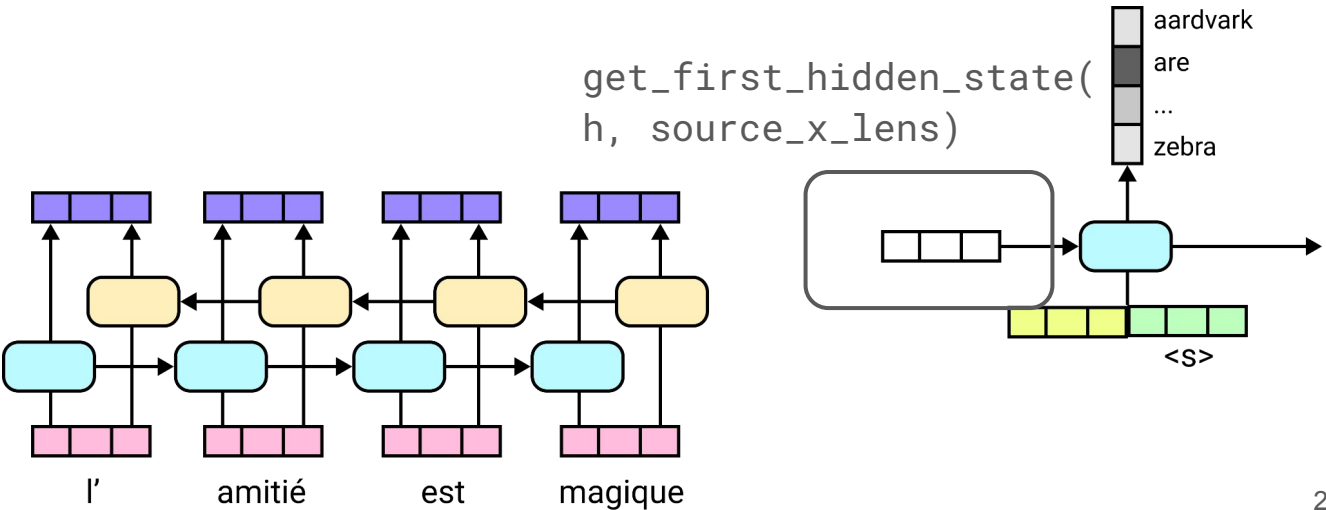 get_first_hidden_state(
h, source_x_lens)
aardvark
are
...
zebra
<s>
l’ amitié est magique
2